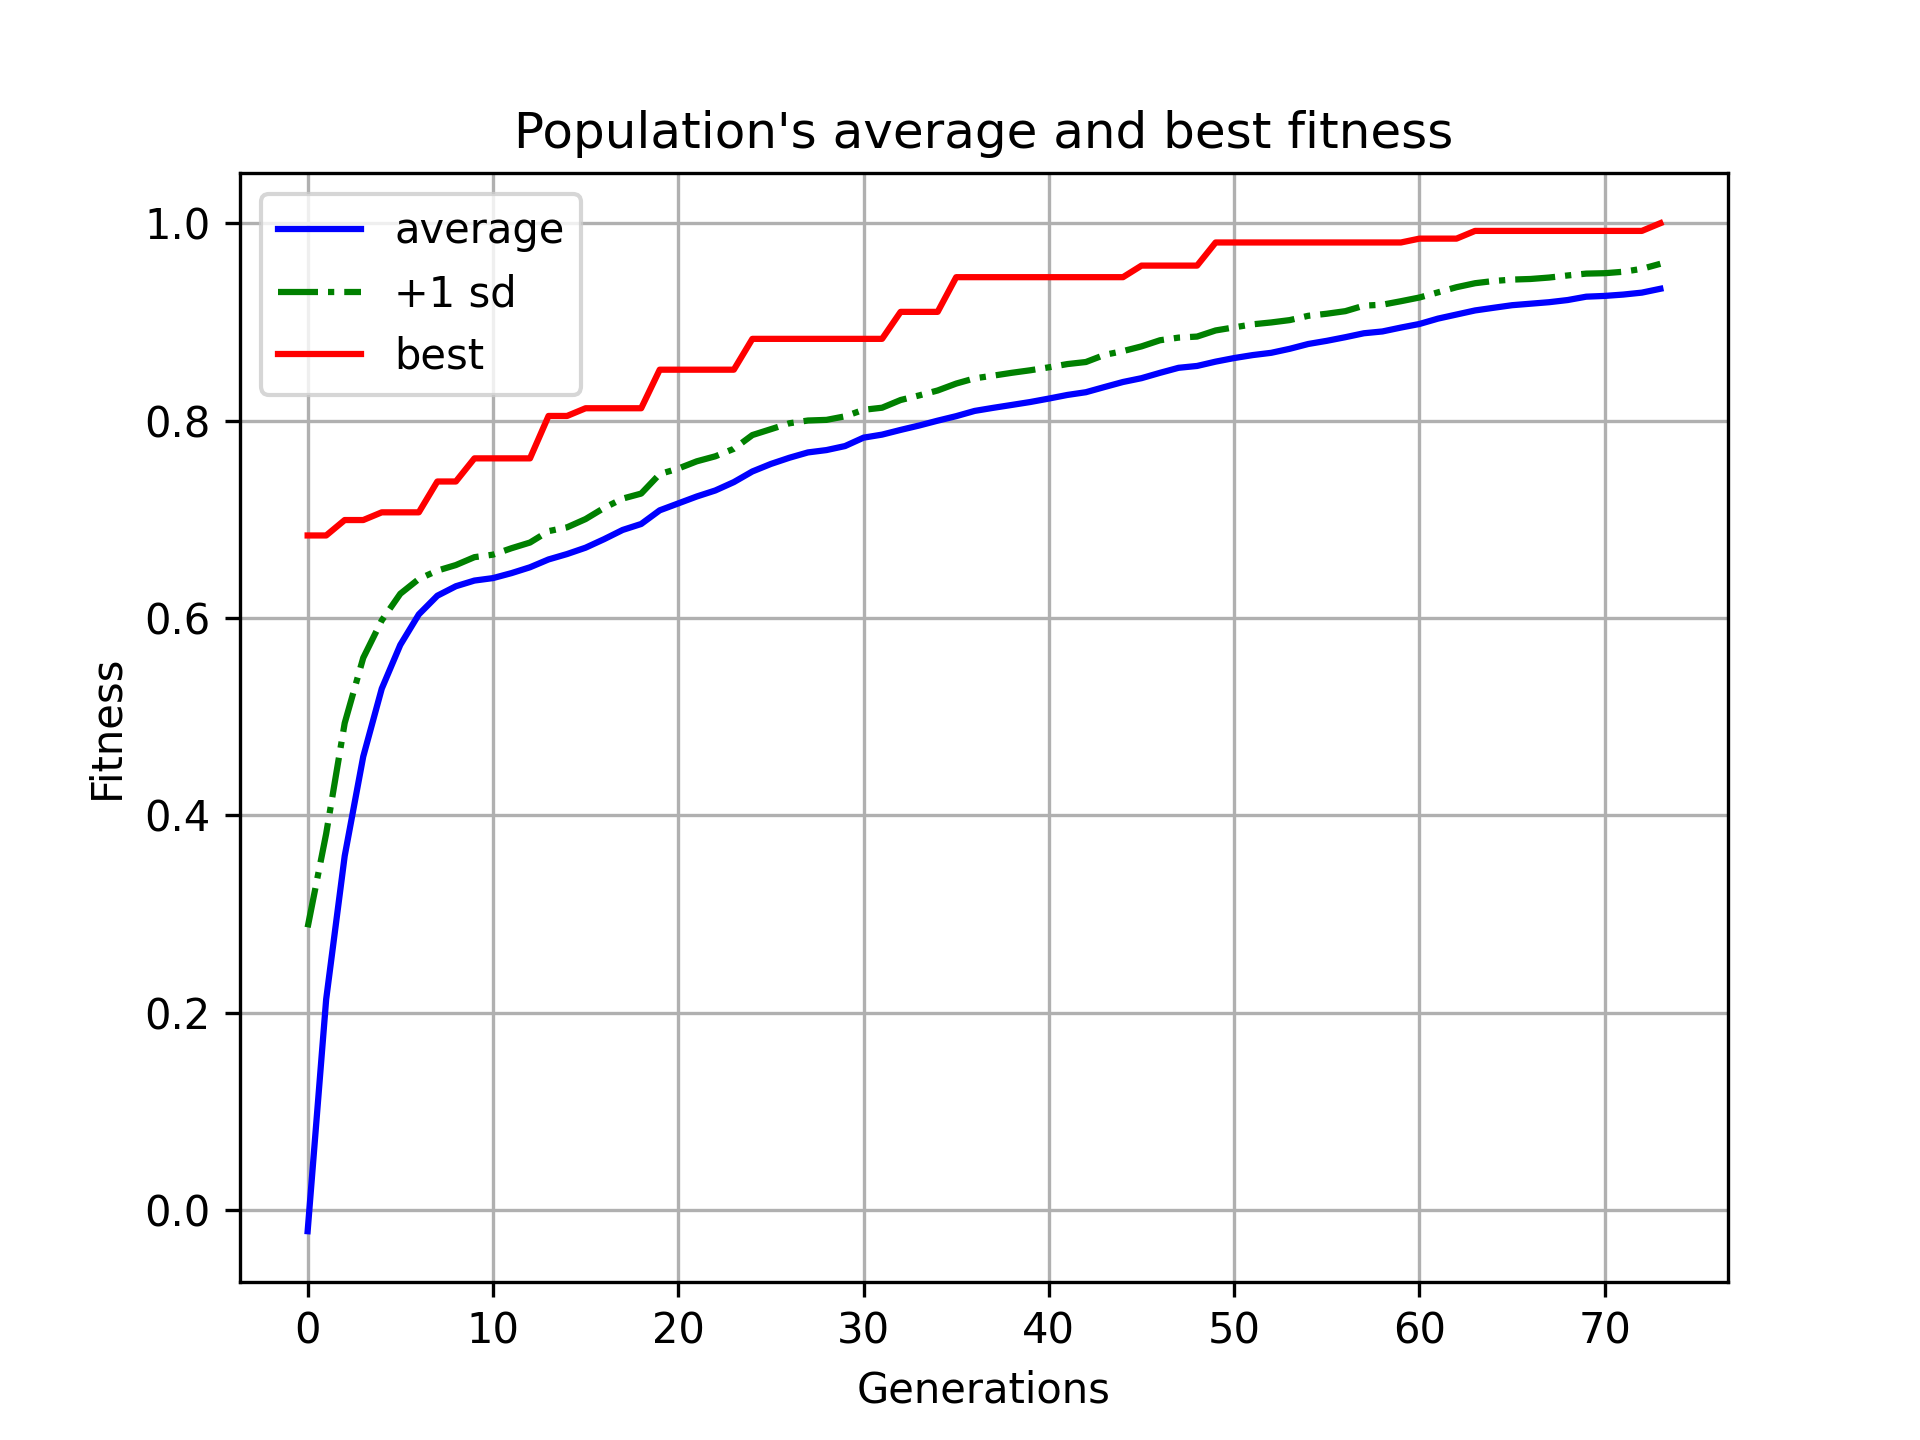 Population's average and best fitness
average
+1 sd
best
1.0
0.8
0.6
0.4
0.2
0.0
Fitness
0 10 20 30 40 50 60 70
Generations